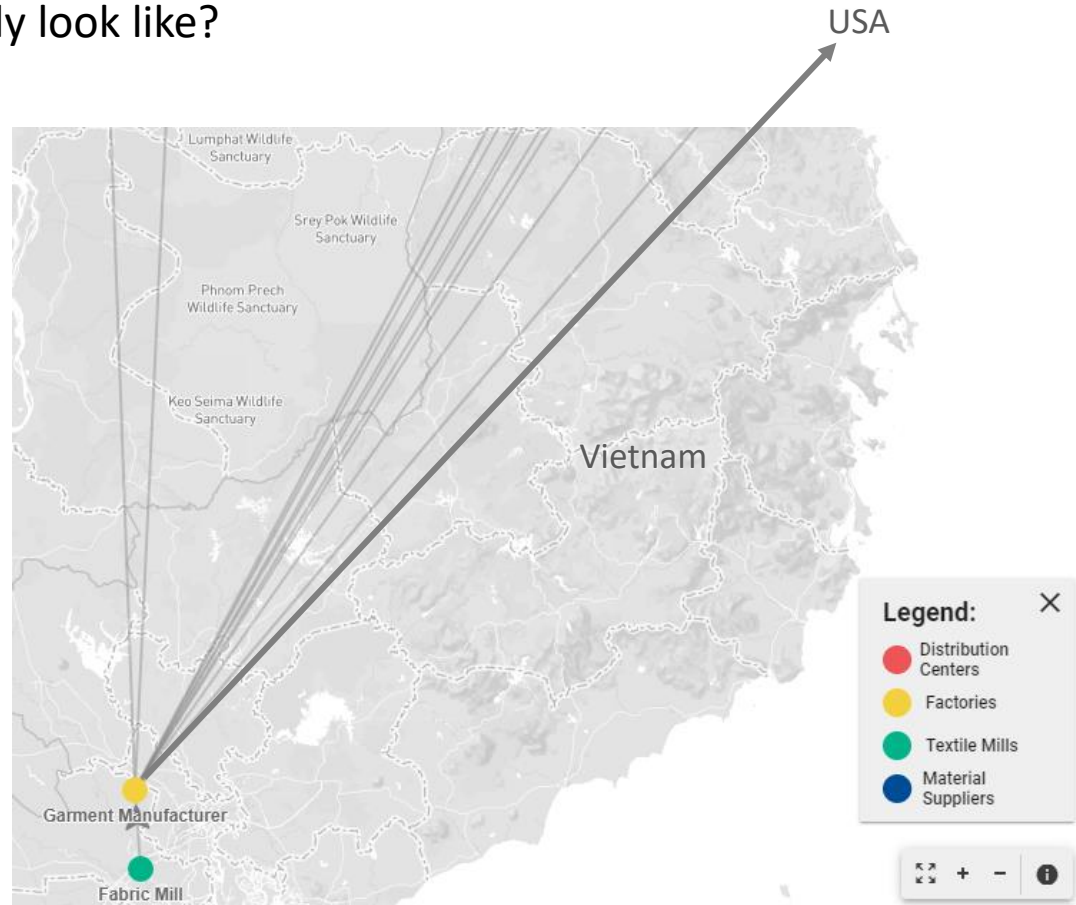 ly look like?
USA
Lumphat Wildlife
Sanctuary
Srey Pok Wildlife
Sanctuary
Phnom Prech
Wildlife Sanctuary
Keo Seima Wildlife
Sanctuary
Vietnam
Garment Manufacturer
Fabric Mill
Legend:
Distribution
Centers
Factories
Textile Mills
Material
Suppliers